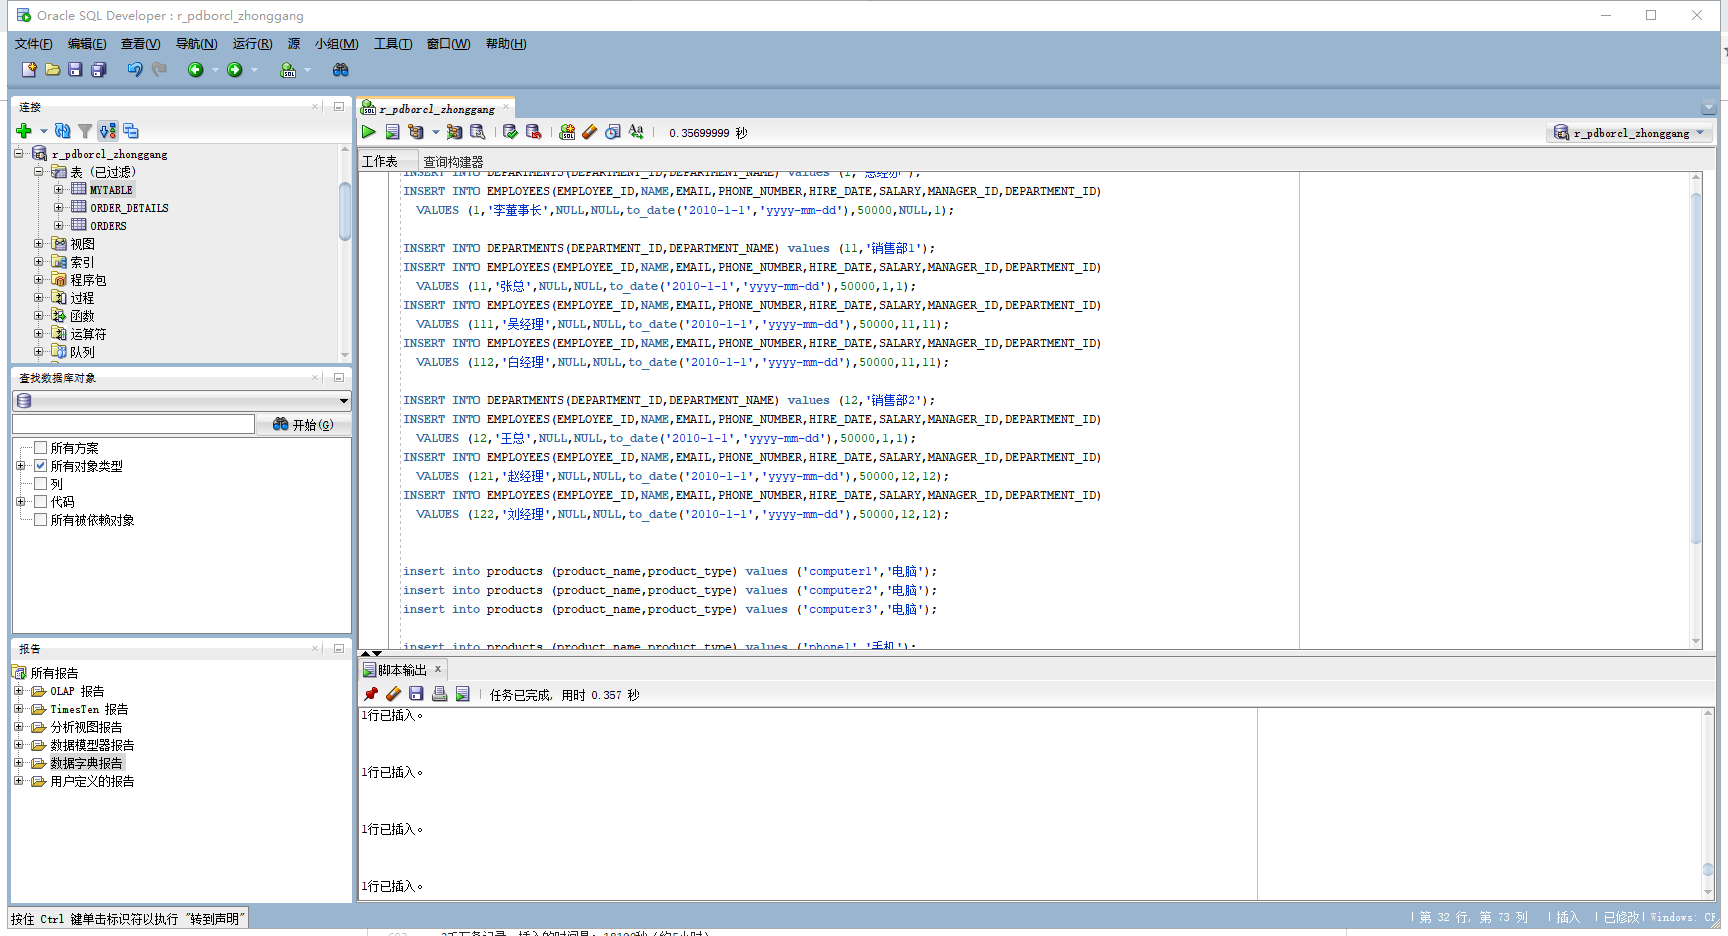 Oracle SQL Developer : r_pdborcl_zhonggang
文件(F) 编辑(E) 查看(V) 导航(N) 运行(R) 源 小组(M) 工具(T) 窗口(W) 帮助(H)
连接
r_pdborcl_zhonggang
表 (已过滤)
MYTABLE
ORDER_DETAILS
ORDERS
视图
索引
程序包
过程
函数
运算符
队列
查找数据库对象
开始(G)
所有方案
所有对象类型
列
代码
所有被依赖对象
报告
所有报告
OLAP 报告
TimesTen 报告
分析视图报告
数据模型器报告
数据字典报告
用户定义的报告
r_pdborcl_zhonggang
0.35699999 秒
r_pdborcl_zhonggang
工作表 查询构建器
INSERT INTO DEPARTMENTS(DEPARTMENT_ID,DEPARTMENT_NAME) values (1,'总经办');
INSERT INTO EMPLOYEES(EMPLOYEE_ID,NAME,EMAIL,PHONE_NUMBER,HIRE_DATE,SALARY,MANAGER_ID,DEPARTMENT_ID)
VALUES (1,'李董事长',NULL,NULL,to_date('2010-1-1','yyyy-mm-dd'),50000,NULL,1);
INSERT INTO DEPARTMENTS(DEPARTMENT_ID,DEPARTMENT_NAME) values (11,'销售部1');
INSERT INTO EMPLOYEES(EMPLOYEE_ID,NAME,EMAIL,PHONE_NUMBER,HIRE_DATE,SALARY,MANAGER_ID,DEPARTMENT_ID)
VALUES (11,'张总',NULL,NULL,to_date('2010-1-1','yyyy-mm-dd'),50000,1,1);
INSERT INTO EMPLOYEES(EMPLOYEE_ID,NAME,EMAIL,PHONE_NUMBER,HIRE_DATE,SALARY,MANAGER_ID,DEPARTMENT_ID)
VALUES (111,'吴经理',NULL,NULL,to_date('2010-1-1','yyyy-mm-dd'),50000,11,11);
INSERT INTO EMPLOYEES(EMPLOYEE_ID,NAME,EMAIL,PHONE_NUMBER,HIRE_DATE,SALARY,MANAGER_ID,DEPARTMENT_ID)
VALUES (112,'白经理',NULL,NULL,to_date('2010-1-1','yyyy-mm-dd'),50000,11,11);
INSERT INTO DEPARTMENTS(DEPARTMENT_ID,DEPARTMENT_NAME) values (12,'销售部2');
INSERT INTO EMPLOYEES(EMPLOYEE_ID,NAME,EMAIL,PHONE_NUMBER,HIRE_DATE,SALARY,MANAGER_ID,DEPARTMENT_ID)
VALUES (12,'王总',NULL,NULL,to_date('2010-1-1','yyyy-mm-dd'),50000,1,1);
INSERT INTO EMPLOYEES(EMPLOYEE_ID,NAME,EMAIL,PHONE_NUMBER,HIRE_DATE,SALARY,MANAGER_ID,DEPARTMENT_ID)
VALUES (121,'赵经理',NULL,NULL,to_date('2010-1-1','yyyy-mm-dd'),50000,12,12);
INSERT INTO EMPLOYEES(EMPLOYEE_ID,NAME,EMAIL,PHONE_NUMBER,HIRE_DATE,SALARY,MANAGER_ID,DEPARTMENT_ID)
VALUES (122,'刘经理',NULL,NULL,to_date('2010-1-1','yyyy-mm-dd'),50000,12,12);
insert into products (product_name,product_type) values ('computer1','电脑');
insert into products (product_name,product_type) values ('computer2','电脑');
insert into products (product_name,product_type) values ('computer3','电脑');
insert into products (product_name,product_type) values ('phone1','手机');
脚本输出
任务已完成, 用时 0.357 秒
1行已插入。
1行已插入。
1行已插入。
1行已插入。
按住 Ctrl 键单击标识符以执行 "转到声明"
第 32 行, 第 73 列 插入 已修改 Windows: CR